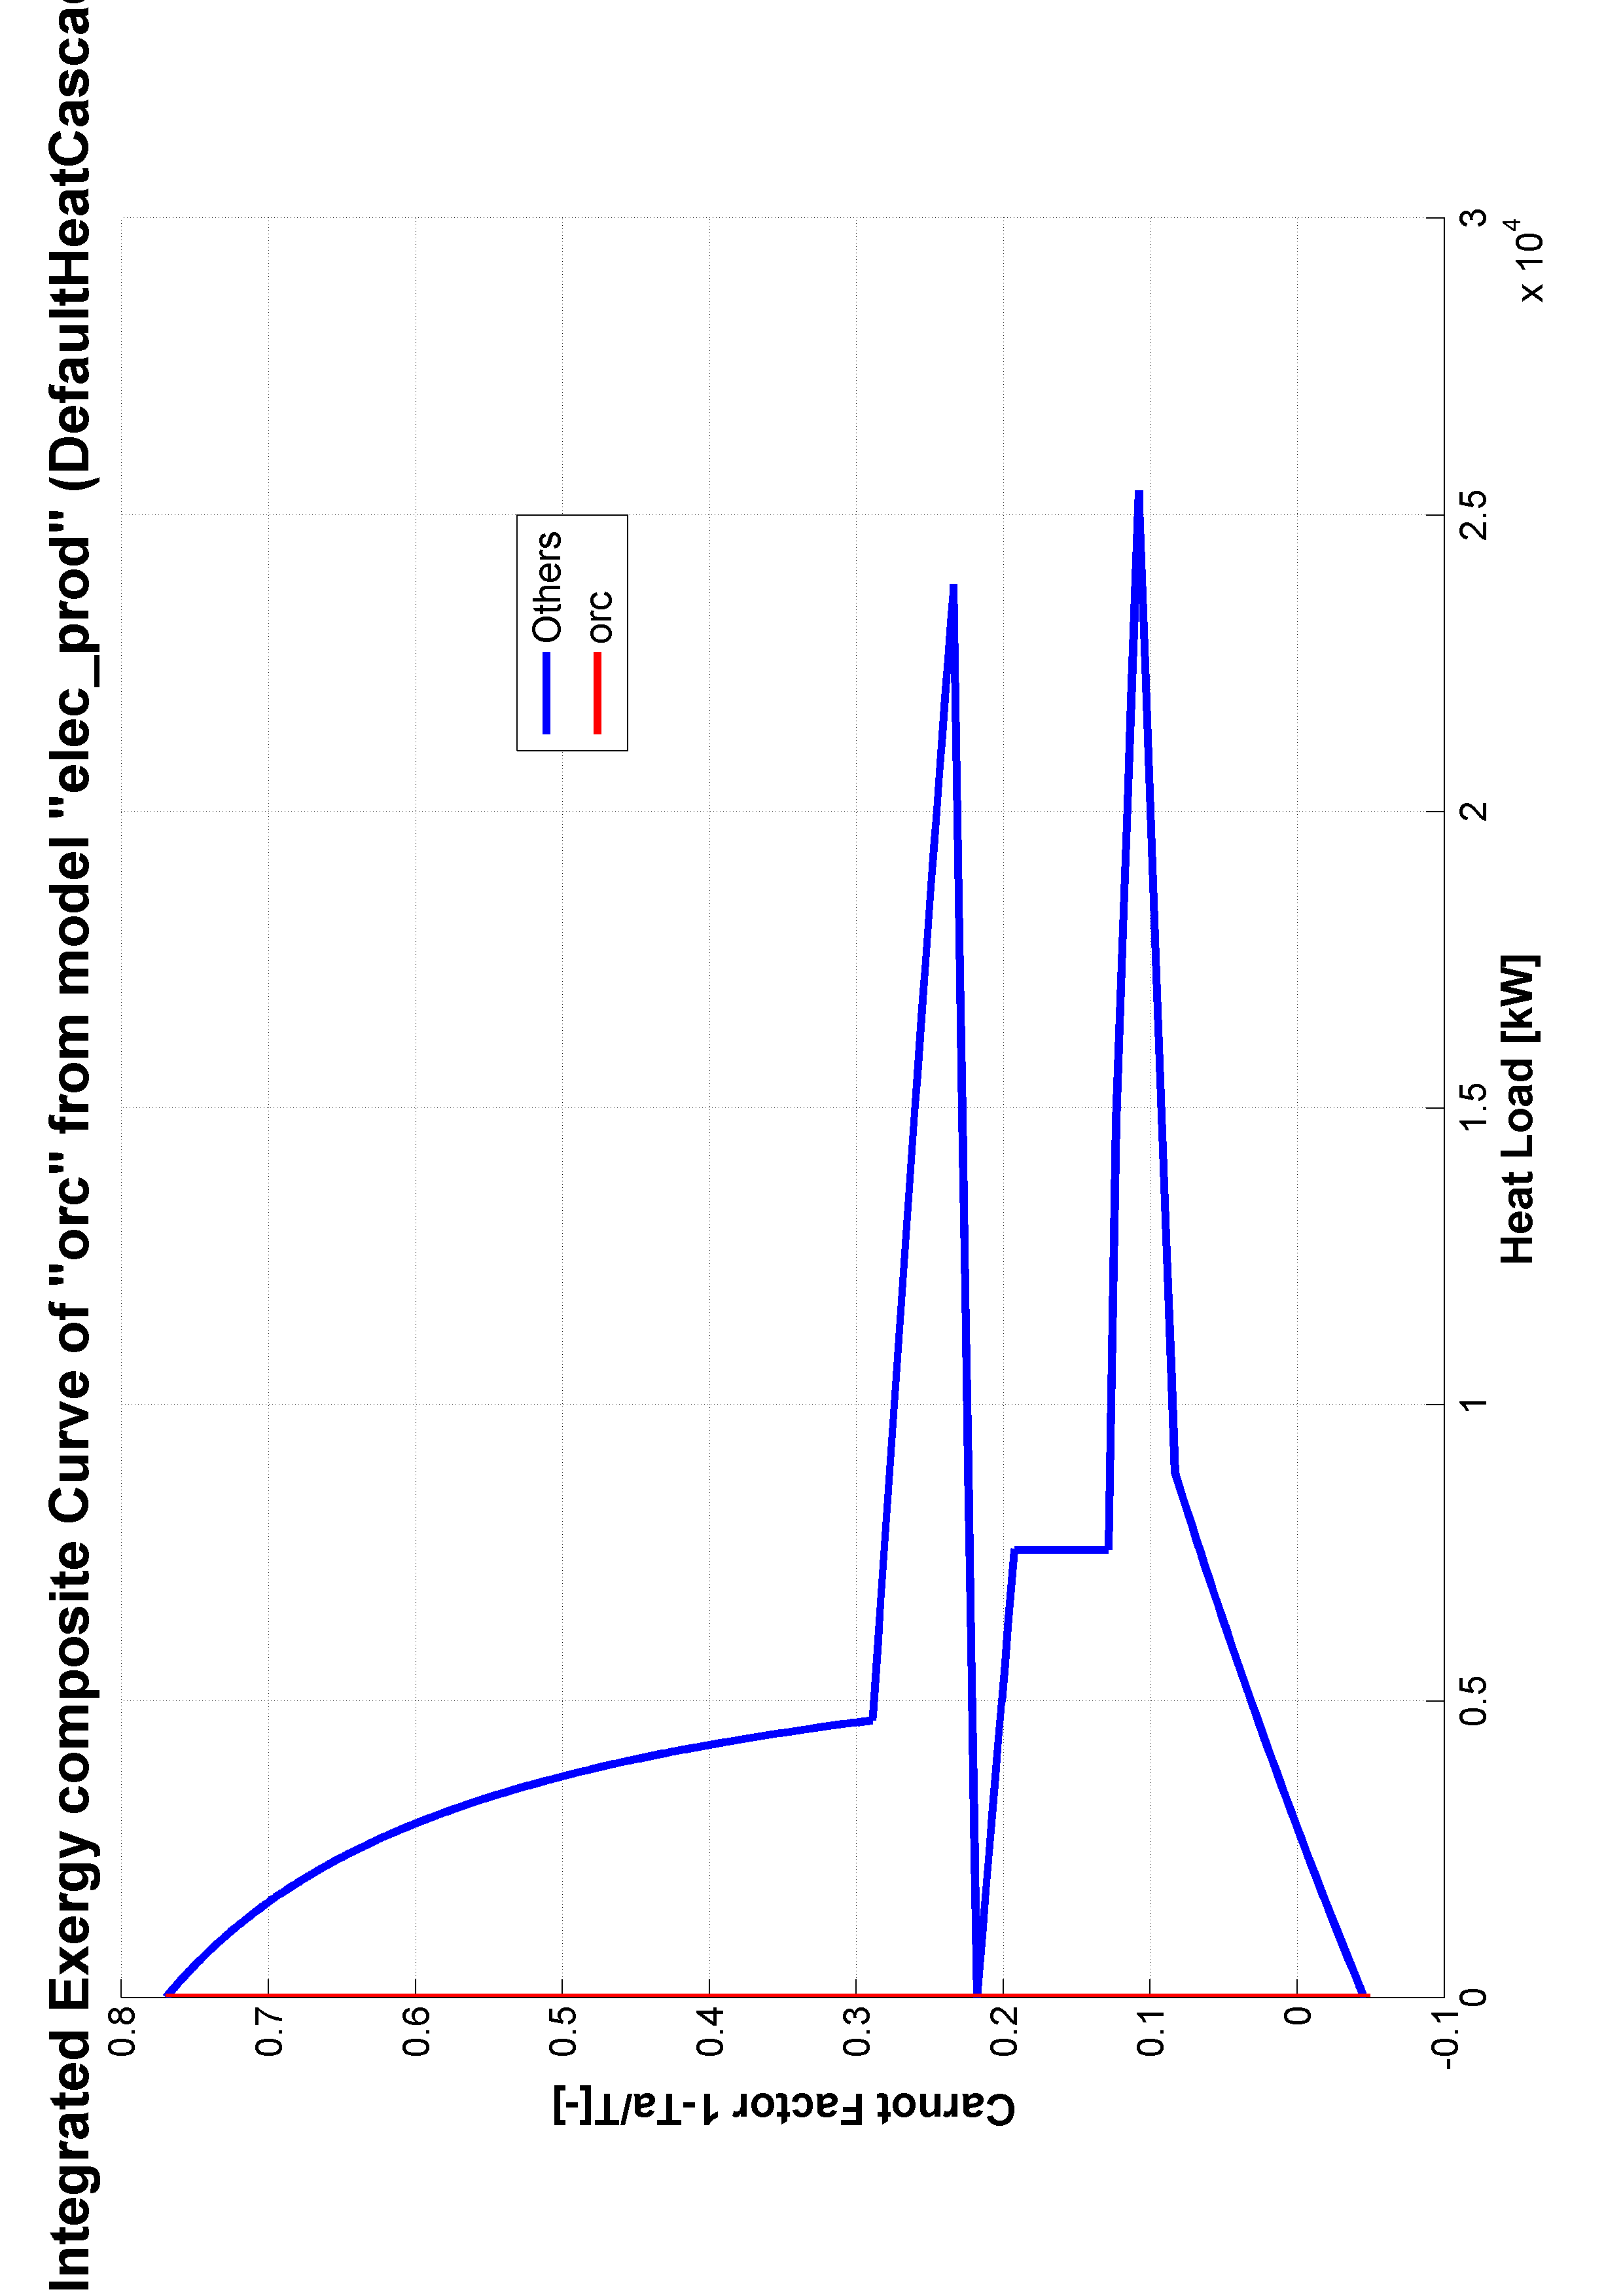 Integrated Exergy composite Curve of "orc" from model "elec_prod" (DefaultHeatCasca
Carnot Factor 1-Ta/T[-]
0.8
0.7
0.6
0.5
0.4
0.3
0.2
0.1
0
-0.1
Others
orc
0
0.5
1
1.5
2
2.5
3
x 10^4
Heat Load [kW]